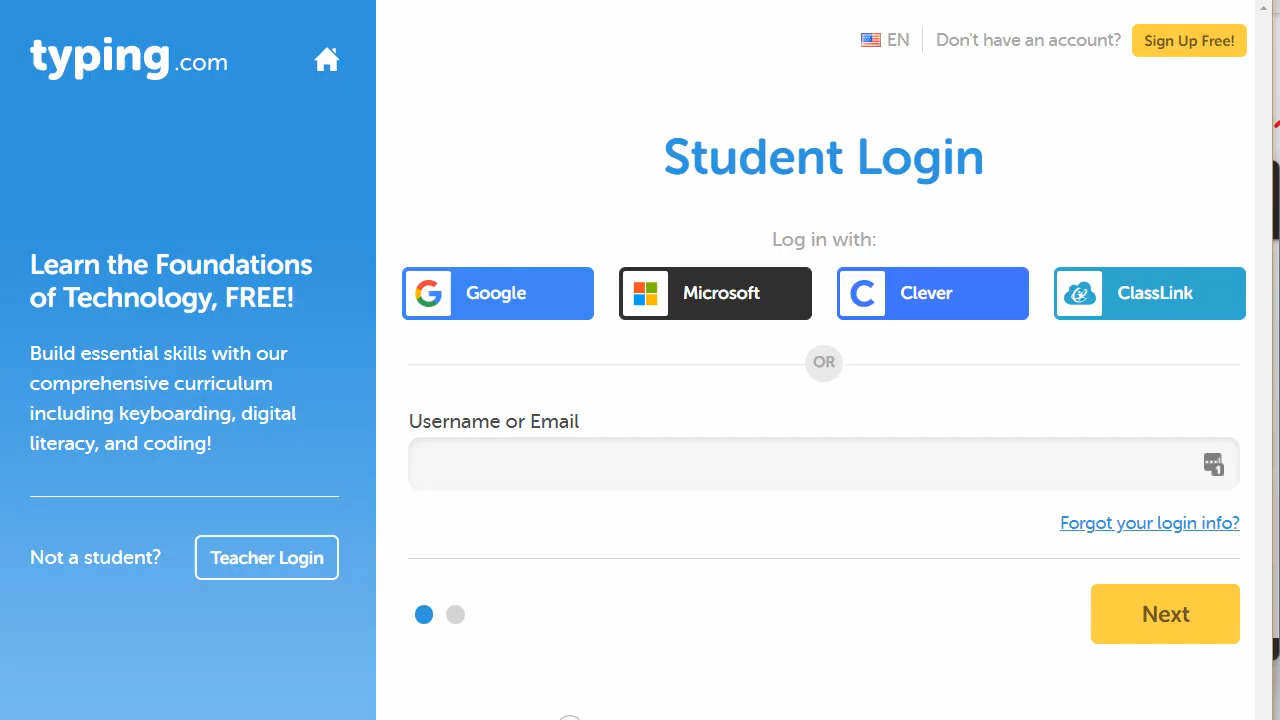 typing.com
EN
Don't have an account?
Sign Up Free!
Student Login
Log in with:
Google
Microsoft
Clever
ClassLink
OR
Username or Email
1
Forgot your login info?
Next
Learn the Foundations
of Technology, FREE!
Build essential skills with our
comprehensive curriculum
including keyboarding, digital
literacy, and coding!
Not a student?
Teacher Login